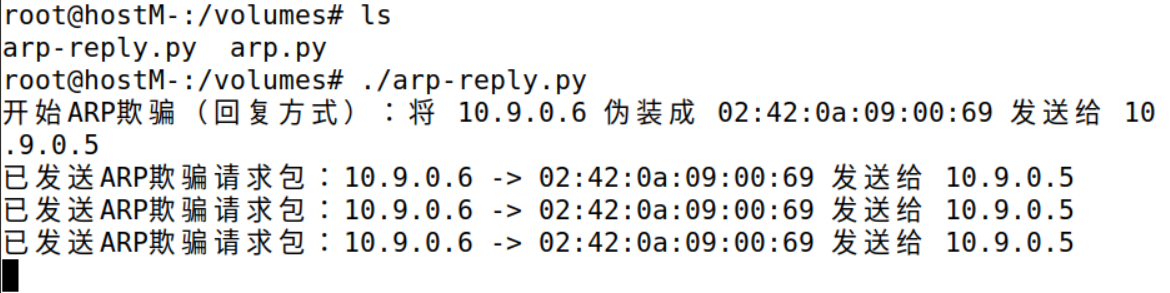 root@hostM-:/volumes# ls
arp-reply.py  arp.py
root@hostM-:/volumes# ./arp-reply.py
开始ARP欺骗（回复方式）：将 10.9.0.6 伪装成 02:42:0a:09:00:69 发送给 10
.9.0.5
已发送ARP欺骗请求包：10.9.0.6 -> 02:42:0a:09:00:69 发送给 10.9.0.5
已发送ARP欺骗请求包：10.9.0.6 -> 02:42:0a:09:00:69 发送给 10.9.0.5
已发送ARP欺骗请求包：10.9.0.6 -> 02:42:0a:09:00:69 发送给 10.9.0.5